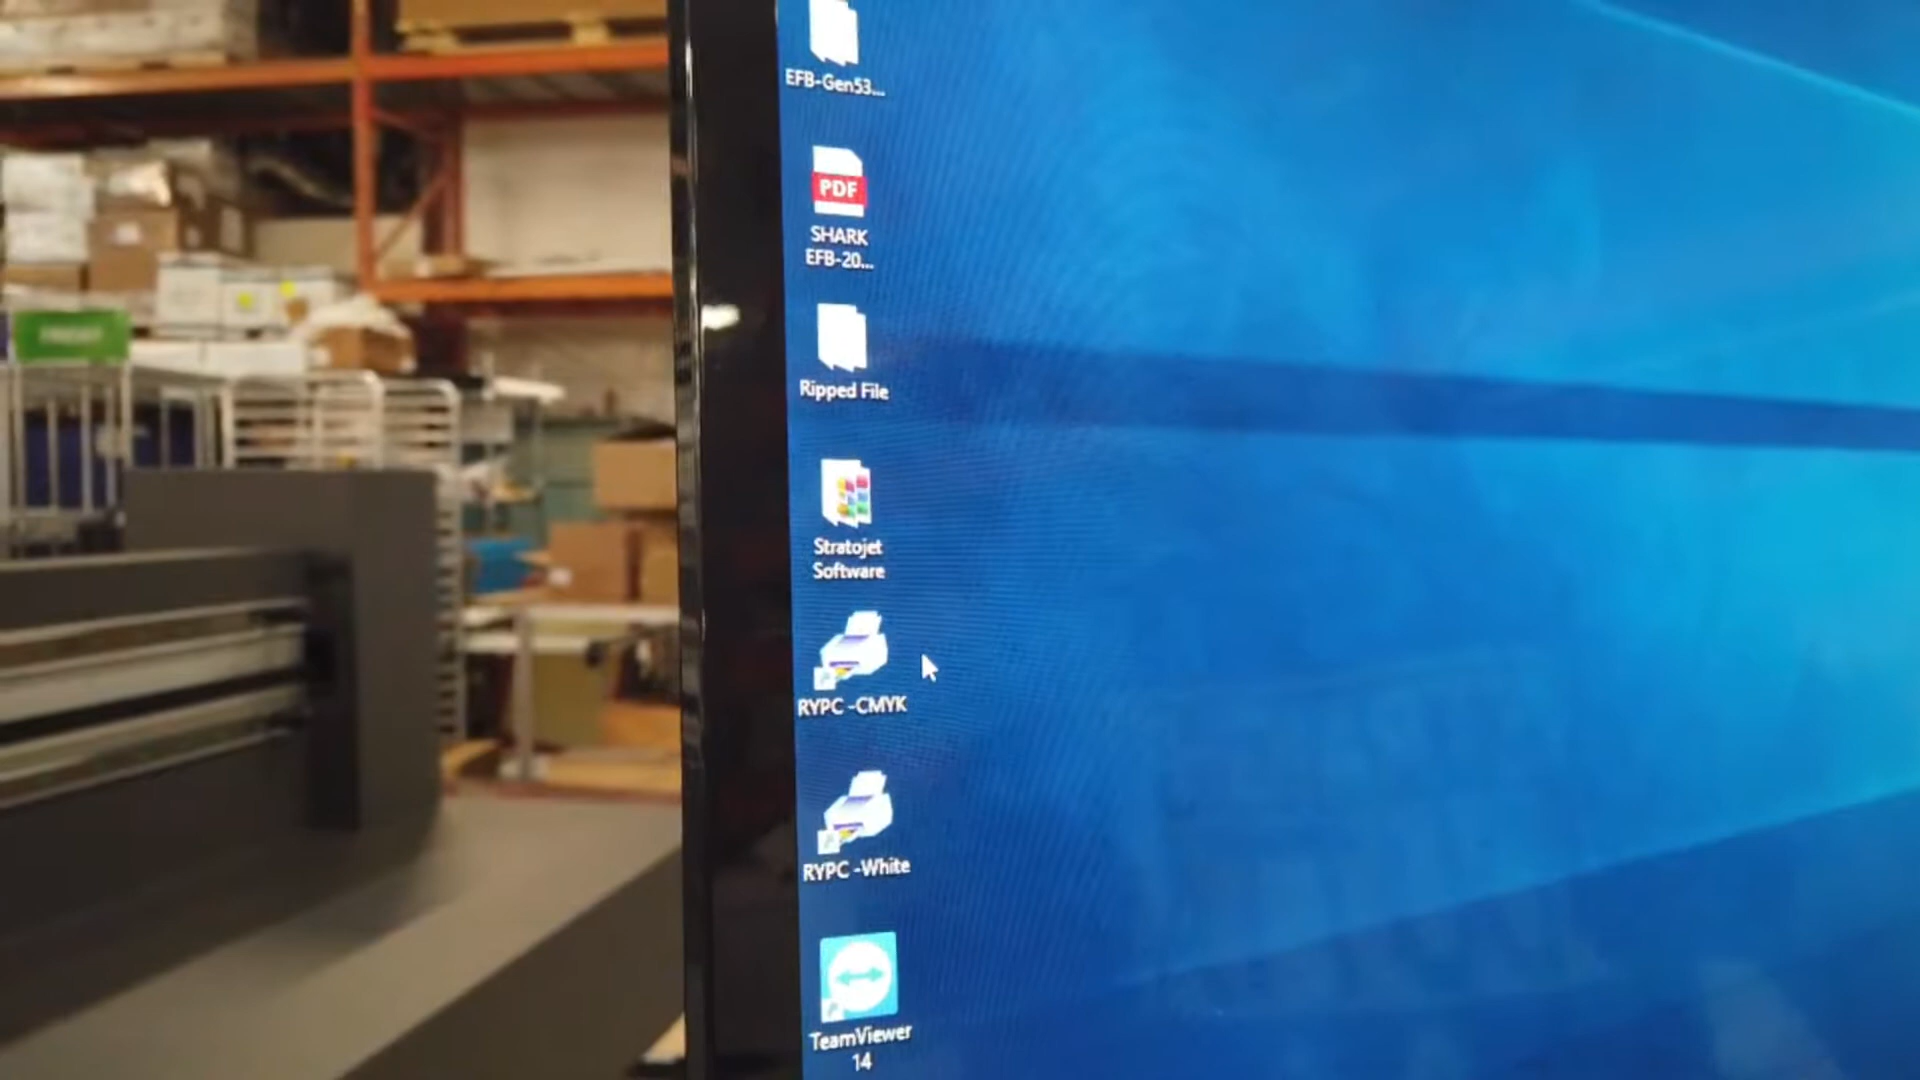 EFB-Gen53...
PDF
SHARK
EFB-20...
Ripped File
Stratojet
Software
RYPC -CMYK
RYPC -White
TeamViewer
14